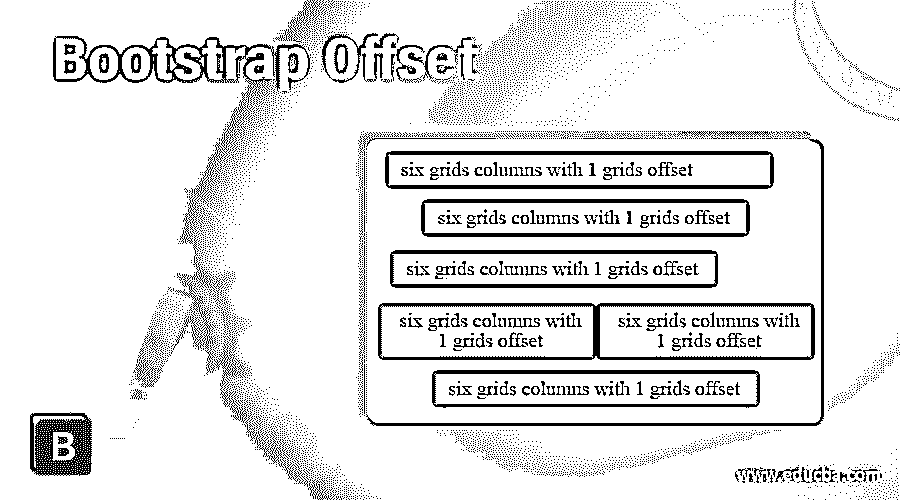 Bootstrap Offset
six grids columns with 1 grids offset
six grids columns with 1 grids offset
six grids columns with 1 grids offset
six grids columns with
1 grids offset
six grids columns with
1 grids offset
six grids columns with 1 grids offset
B
www.educba.com